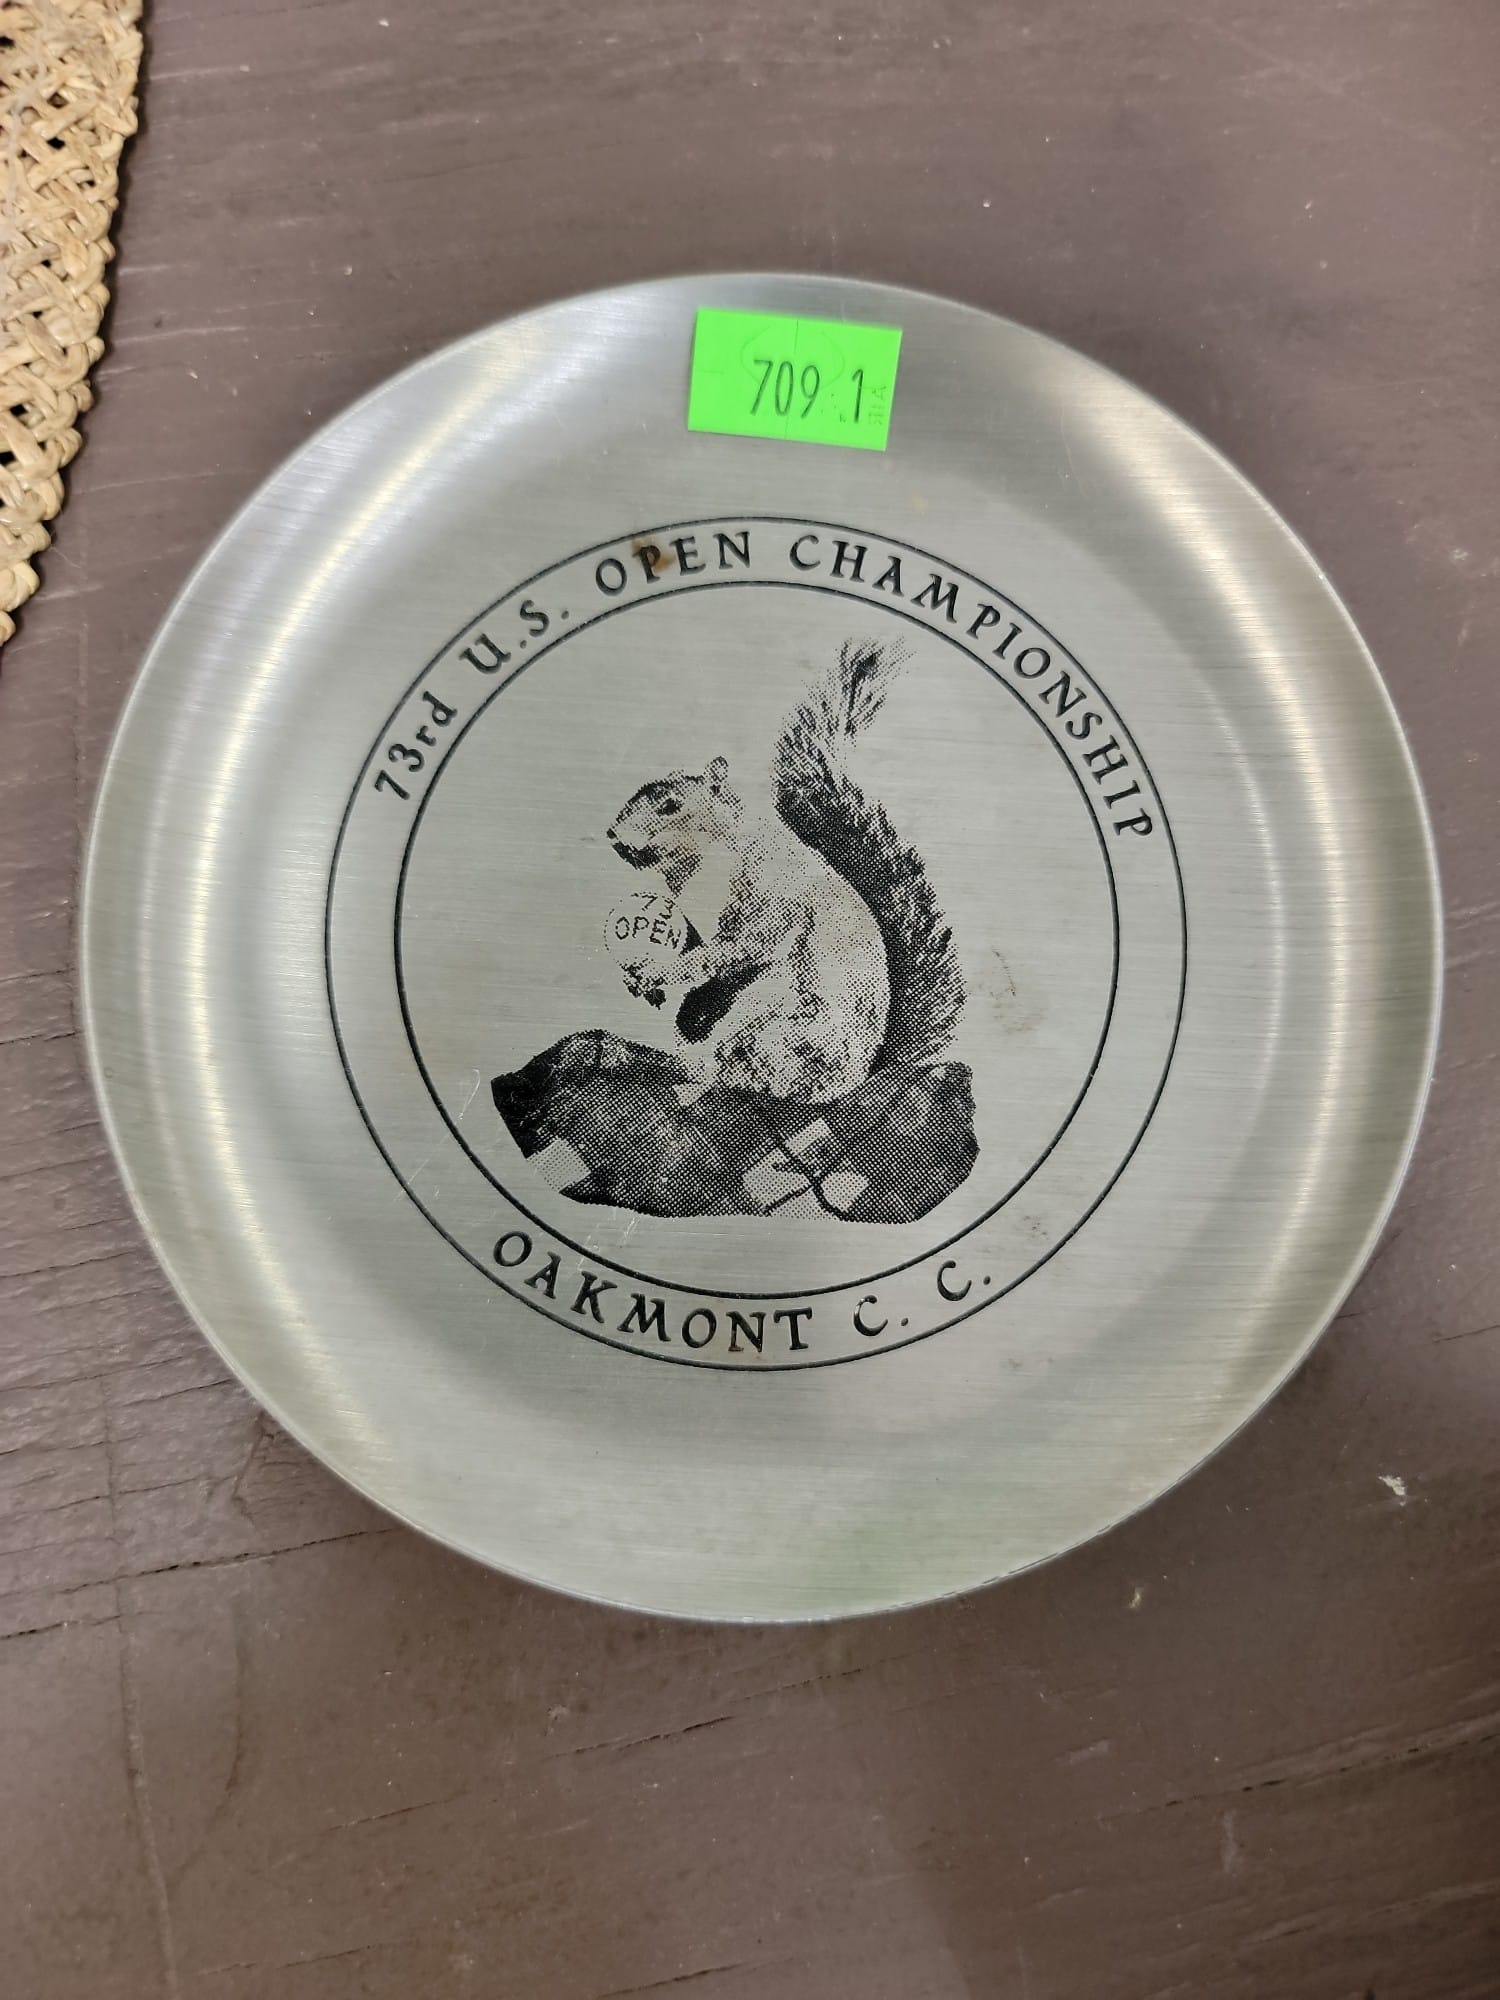 709 1
73rd U.S. OPEN CHAMPIONSHIP
73
OPEN
OAKMONT C. C.